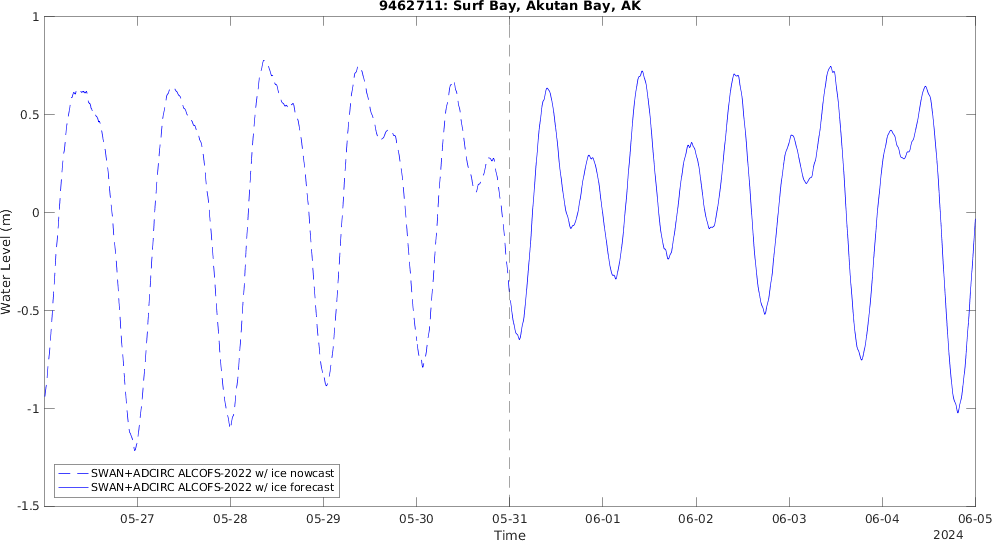 9462711: Surf Bay, Akutan Bay, AK
Water Level (m)
1
0.5
0
-0.5
-1
-1.5
SWAN+ADCIRC ALCOFS-2022 w/ ice nowcast
SWAN+ADCIRC ALCOFS-2022 w/ ice forecast
05-27 05-28 05-29 05-30 05-31 06-01 06-02 06-03 06-04 06-05
Time
2024